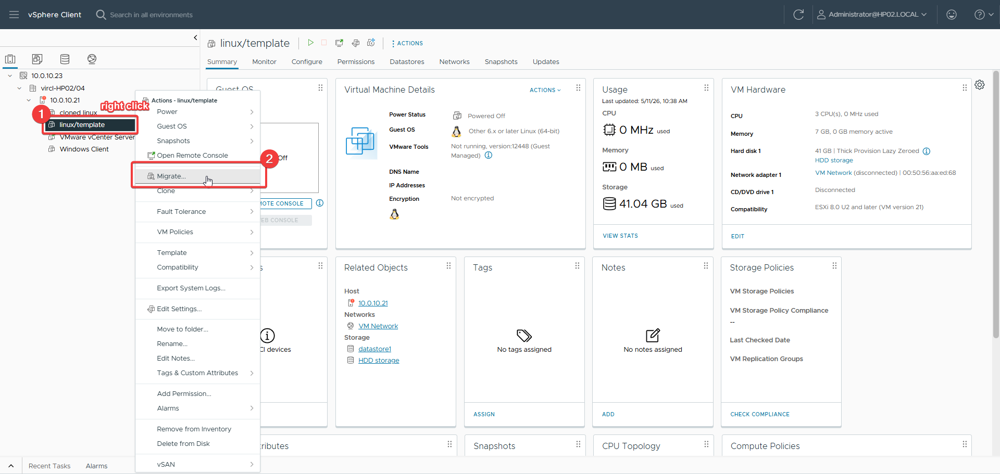 vSphere Client
Search in all environments
Administrator@HP02.LOCAL
linux/template
ACTIONS
Summary
Monitor
Configure
Permissions
Datastores
Networks
Snapshots
Updates
10.0.10.23
vircl-HP02/04
10.0.10.21
cloned linux
linux/template
VMware vCenter Server
Windows Client
1
right click
Actions - linux/template
Power
Guest OS
Snapshots
Open Remote Console
2
Migrate...
Clone
Fault Tolerance
VM Policies
Template
Compatibility
Export System Logs...
Edit Settings...
Move to folder...
Rename...
Edit Notes...
Tags & Custom Attributes
Add Permission...
Alarms
Remove from Inventory
Delete from Disk
vSAN
Guest OS
Off
MOTE CONSOLE
EB CONSOLE
Virtual Machine Details
ACTIONS
Power Status
Powered Off
Guest OS
Other 6.x or later Linux (64-bit)
VMware Tools
Not running, version:12448 (Guest
Managed)
DNS Name
IP Addresses
Encryption
Not encrypted
Usage
Last updated: 5/11/26, 10:38 AM
CPU
0 MHz used
Memory
0 MB used
Storage
41.04 GB used
VIEW STATS
VM Hardware
CPU
3 CPU(s), 0 MHz used
Memory
7 GB, 0 GB memory active
Hard disk 1
41 GB | Thick Provision Lazy Zeroed
HDD storage
Network adapter 1
VM Network (disconnected) | 00:50:56:aa:ed:68
CD/DVD drive 1
Disconnected
Compatibility
ESXi 8.0 U2 and later (VM version 21)
EDIT
s
CI devices
Related Objects
Host
10.0.10.21
Networks
VM Network
Storage
datastore1
HDD storage
Tags
No tags assigned
ASSIGN
Notes
No notes assigned
ADD
Storage Policies
VM Storage Policies
VM Storage Policy Compliance
--
Last Checked Date
VM Replication Groups
CHECK COMPLIANCE
ributes
Snapshots
CPU Topology
Compute Policies
Recent Tasks
Alarms